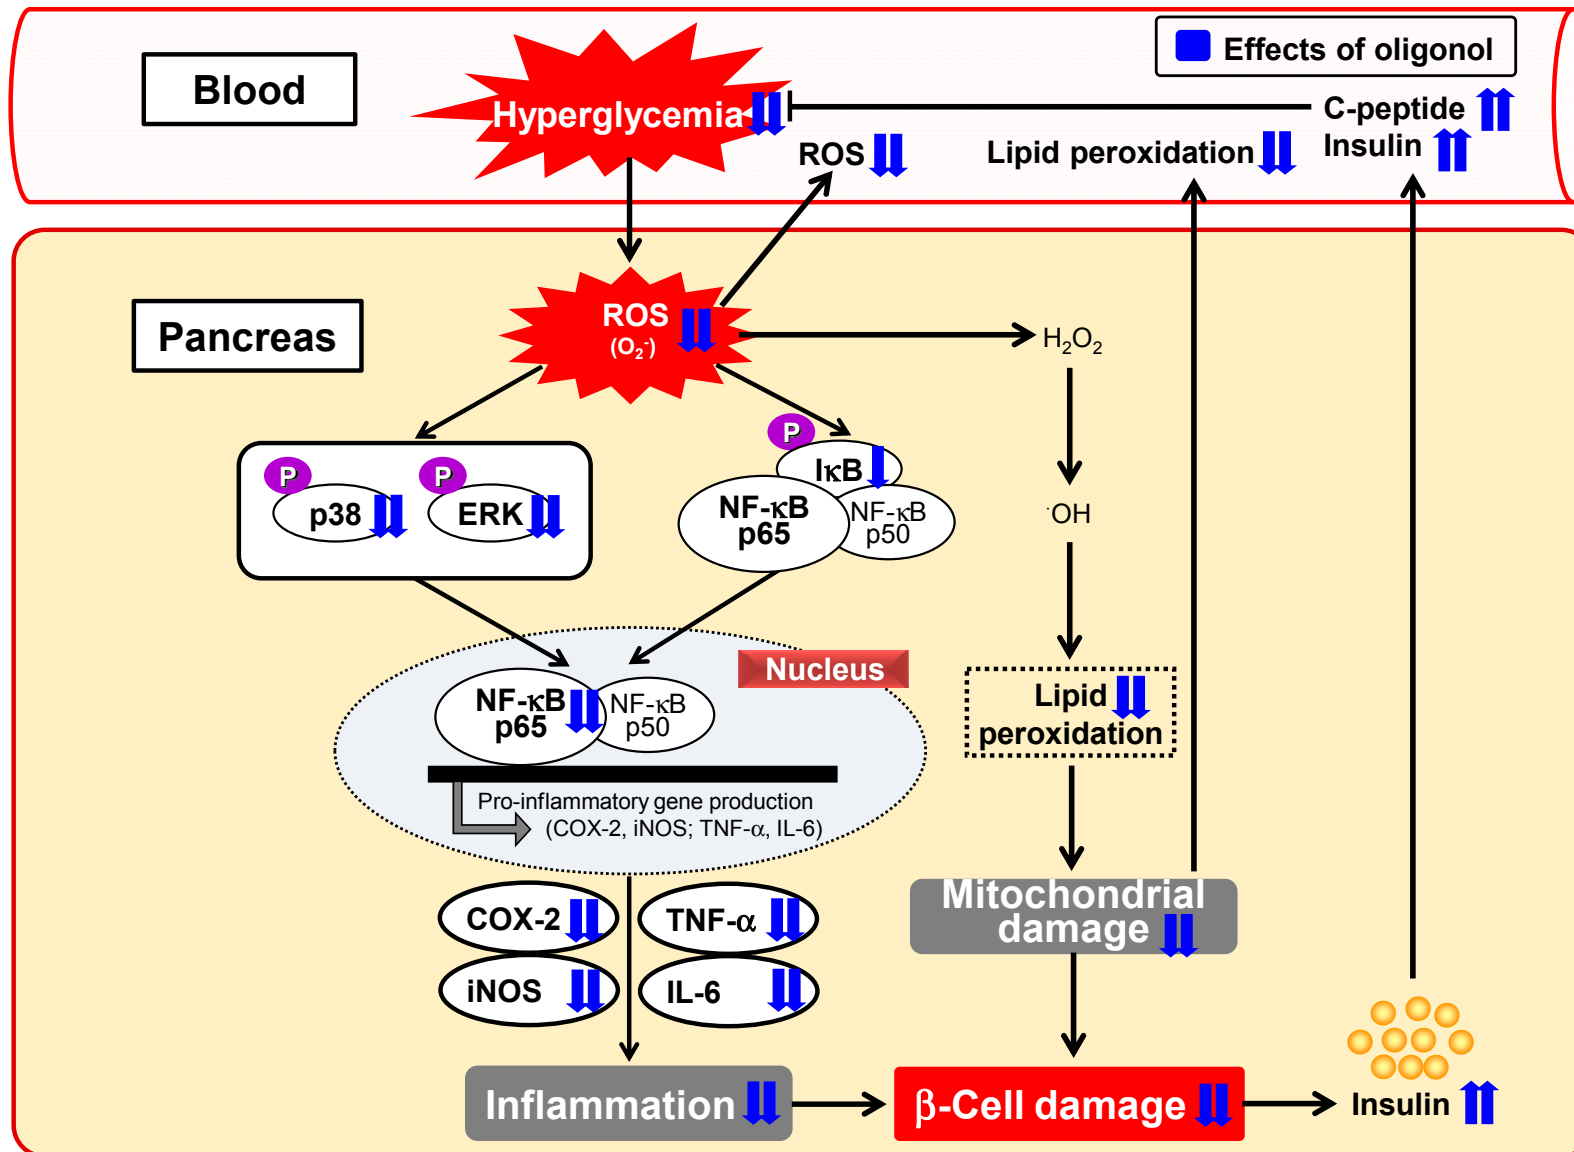 Effects of oligonol
Blood
Hyperglycemia
C-peptide
Insulin
ROS
Lipid peroxidation
Pancreas
ROS
(O₂⁻)
H₂O₂
P
IκB
P
P
p38
ERK
NF-κB
p65
NF-κB
p50
·OH
Nucleus
NF-κB
p65
NF-κB
p50
Lipid
peroxidation
Pro-inflammatory gene production
(COX-2, iNOS; TNF-α, IL-6)
Mitochondrial
damage
COX-2
TNF-α
iNOS
IL-6
Inflammation
β-Cell damage
Insulin